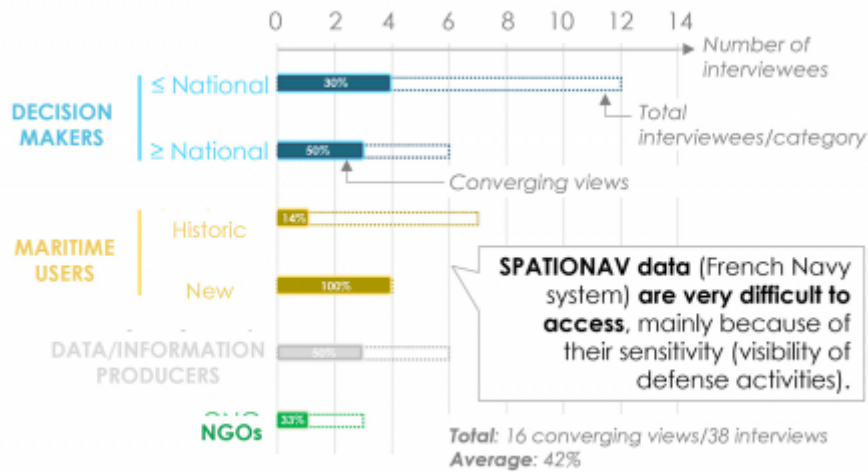 0 2 4 6 8 10 12 14
Number of
interviewees
DECISION
MAKERS
≤ National
30%
Total
interviewees/category
≥ National
50%
Converging views
MARITIME
USERS
Historic
14%
New
100%
SPATIONAV data (French Navy
system) are very difficult to
access, mainly because of
their sensitivity (visibility of
defense activities).
DATA/INFORMATION
PRODUCERS
50%
NGOs
33%
Total: 16 converging views/38 interviews
Average: 42%